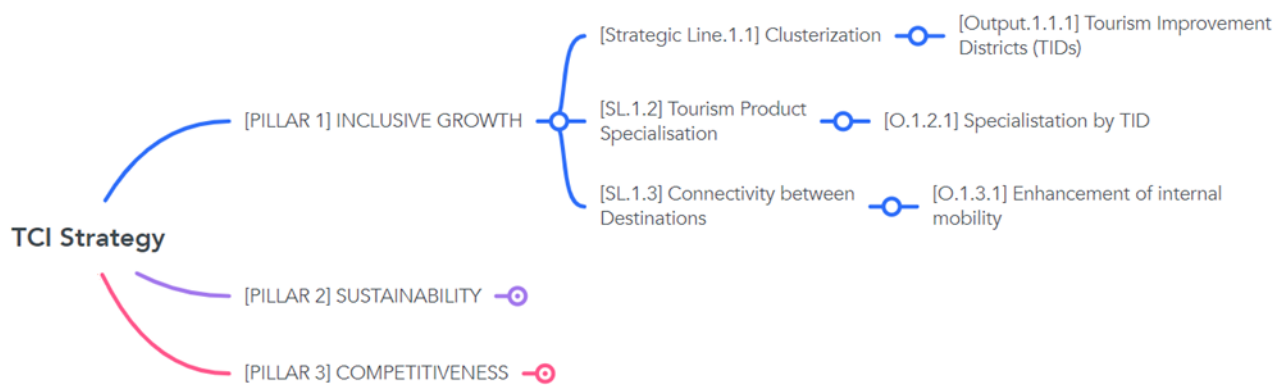 [Strategic Line.1.1] Clusterization
[Output.1.1.1] Tourism Improvement
Districts (TIDs)
[PILLAR 1] INCLUSIVE GROWTH
[SL.1.2] Tourism Product
Specialisation
[O.1.2.1] Specialistation by TID
[SL.1.3] Connectivity between
Destinations
[O.1.3.1] Enhancement of internal
mobility
TCI Strategy
[PILLAR 2] SUSTAINABILITY
[PILLAR 3] COMPETITIVENESS